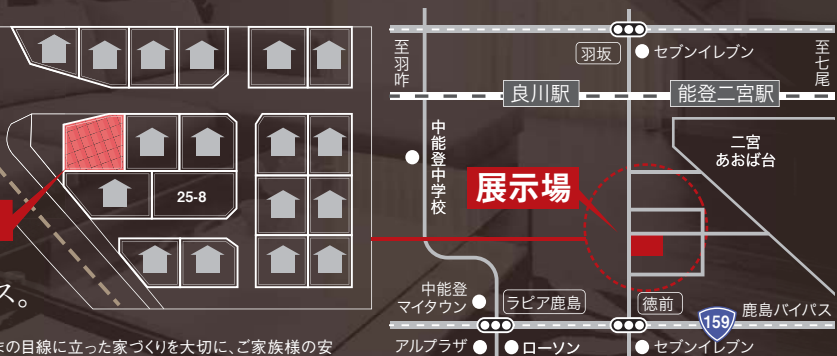 25-8
ス。
まの目線に立った家づくりを大切に、ご家族様の安
至羽咋
羽坂
セブンイレブン
至七尾
良川駅
能登二宮駅
中能登中学校
二宮
あおば台
展示場
中能登
マイタウン
ラピア鹿島
徳前
159
鹿島バイパス
アルプラザ
ローソン
セブンイレブン